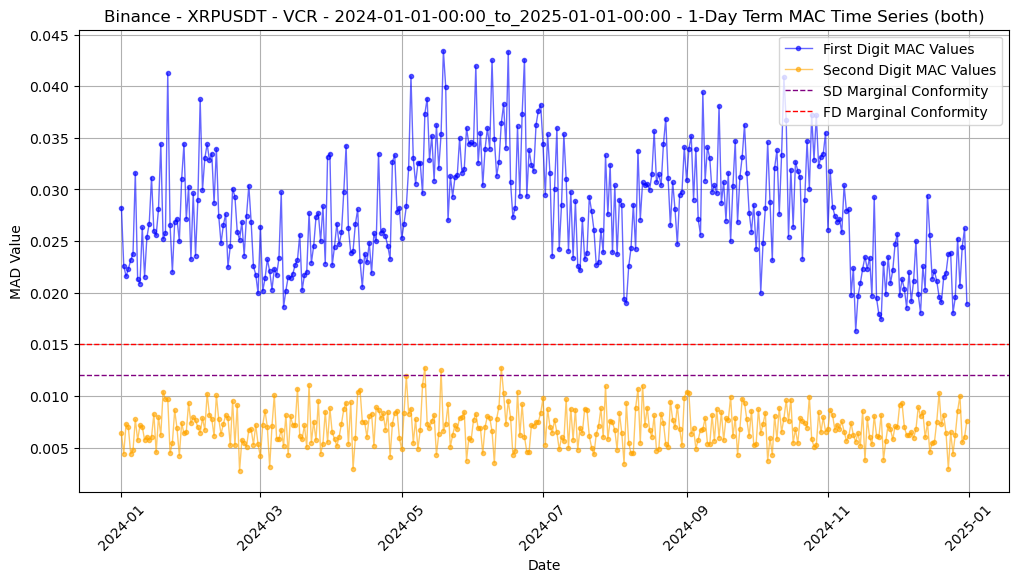 Binance - XRPUSDT - VCR - 2024-01-01-00:00_to_2025-01-01-00:00 - 1-Day Term MAC Time Series (both)
0.045
0.040
0.035
0.030
0.025
0.020
0.015
0.010
0.005
MAD Value
First Digit MAC Values
Second Digit MAC Values
SD Marginal Conformity
FD Marginal Conformity
2024-01
2024-03
2024-05
2024-07
2024-09
2024-11
2025-01
Date